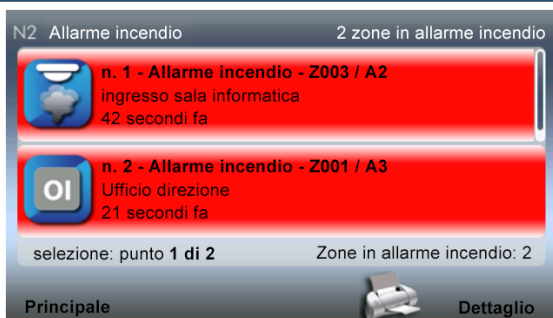 N2 Allarme incendio 2 zone in allarme incendio
n. 1 - Allarme incendio - Z003 / A2
ingresso sala informatica
42 secondi fa
n. 2 - Allarme incendio - Z001 / A3
OI
Ufficio direzione
21 secondi fa
selezione: punto 1 di 2 Zone in allarme incendio: 2
Principale Dettaglio